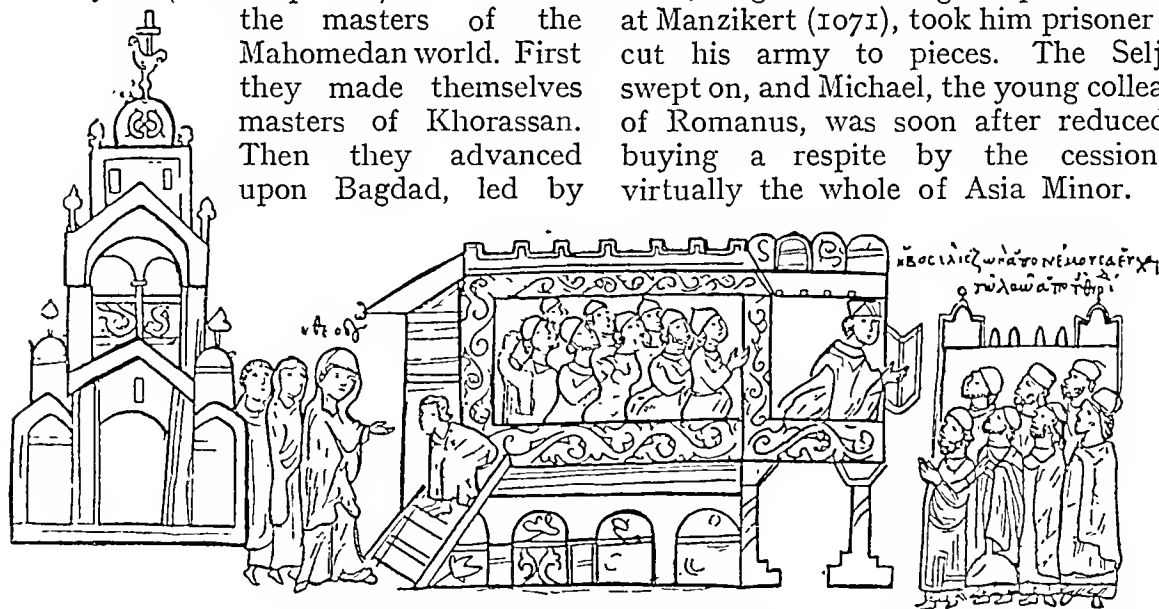 the masters of the
Mahomedan world. First
they made themselves
masters of Khorassan.
Then they advanced
upon Bagdad, led by
at Manzikert (1071), took him prisoner
cut his army to pieces. The Selj
swept on, and Michael, the young collea
of Romanus, was soon after reduced
buying a respite by the cession
virtually the whole of Asia Minor.